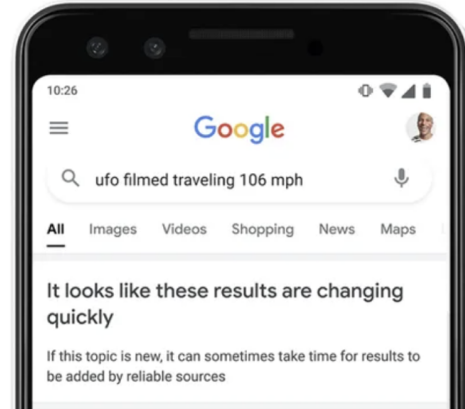 10:26
Google
ufo filmed traveling 106 mph
All Images Videos Shopping News Maps
It looks like these results are changing
quickly
If this topic is new, it can sometimes take time for results to
be added by reliable sources